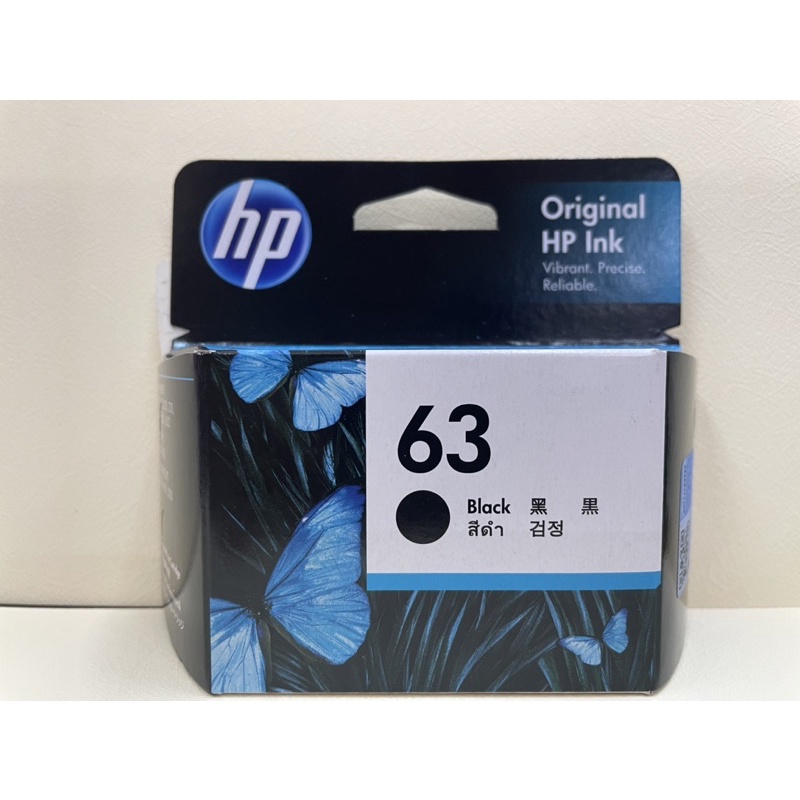 hp
Original
HP Ink
Vibrant. Precise.
Reliable.
63
Black 黑 黒
สีดำ 검정